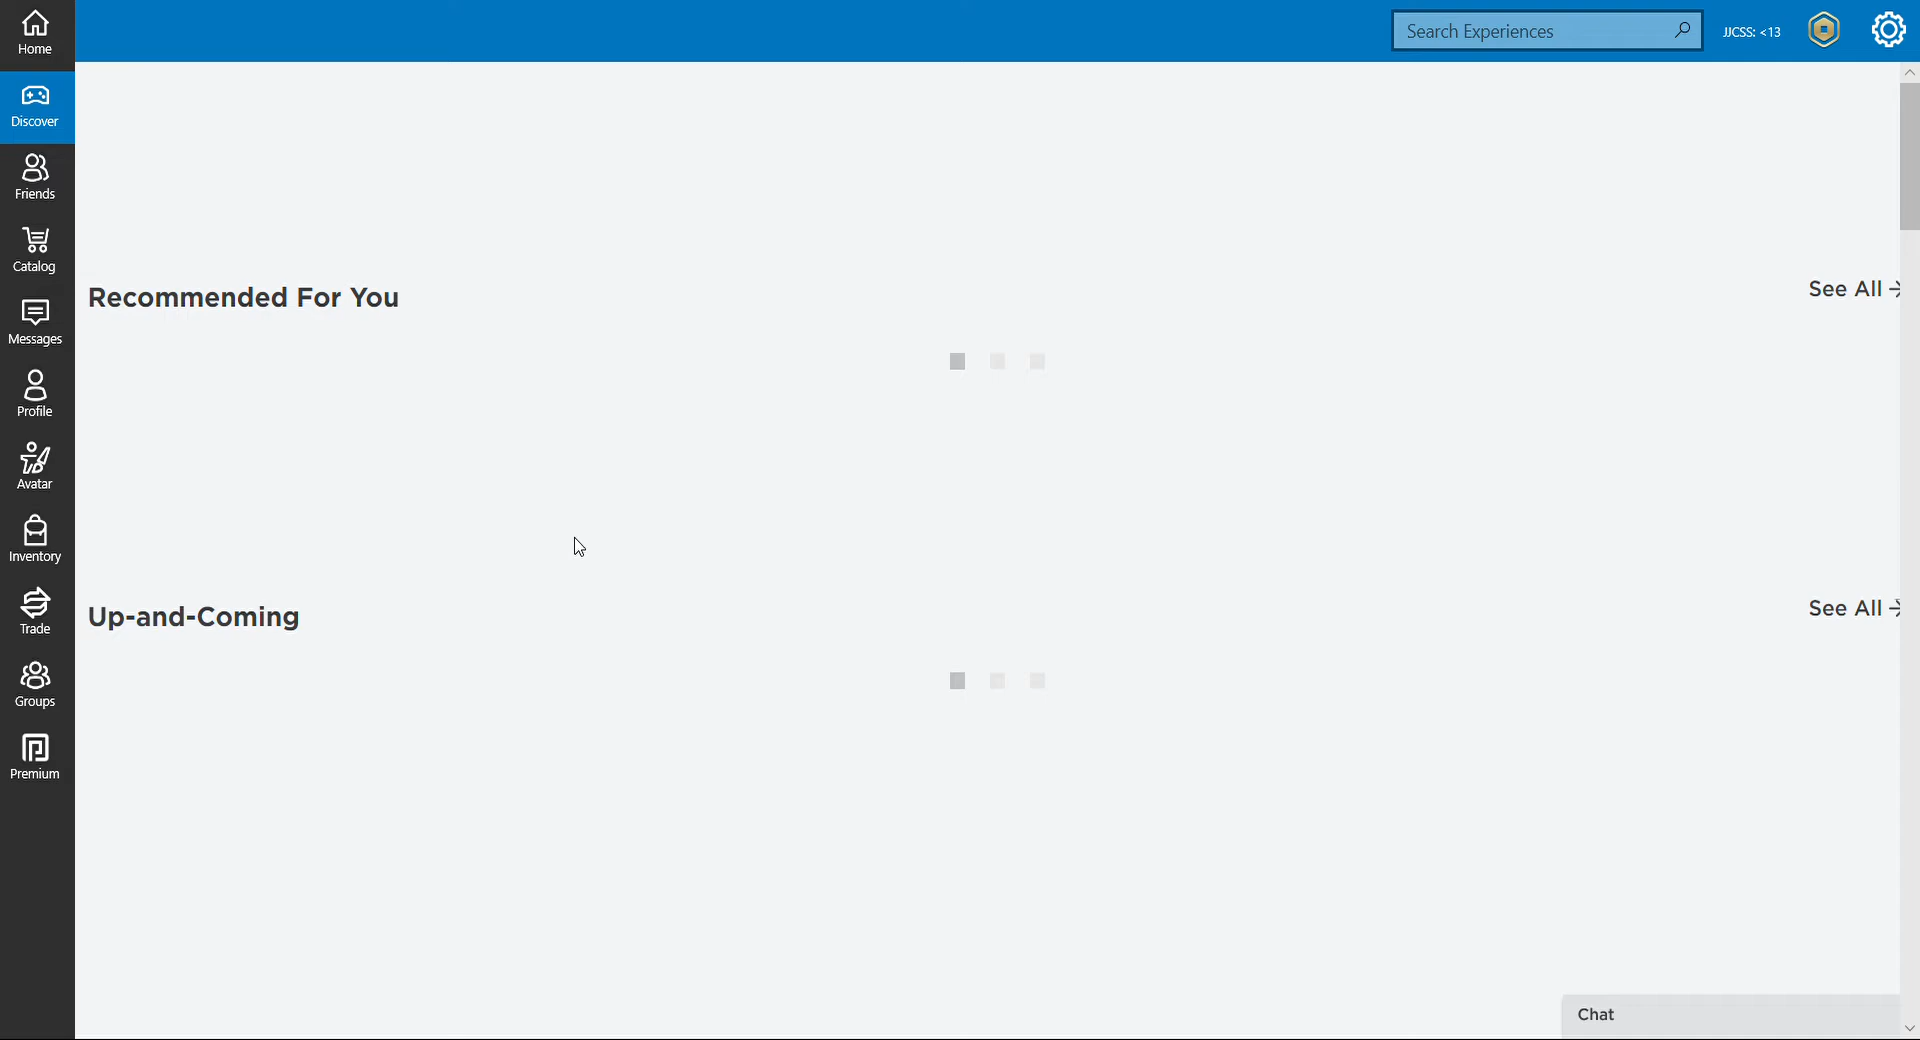 Home
Search Experiences
JJCSS: <13
Discover
Friends
Catalog
Recommended For You
See All →
Messages
Profile
Avatar
Inventory
Trade
Up-and-Coming
See All →
Groups
Premium
Chat